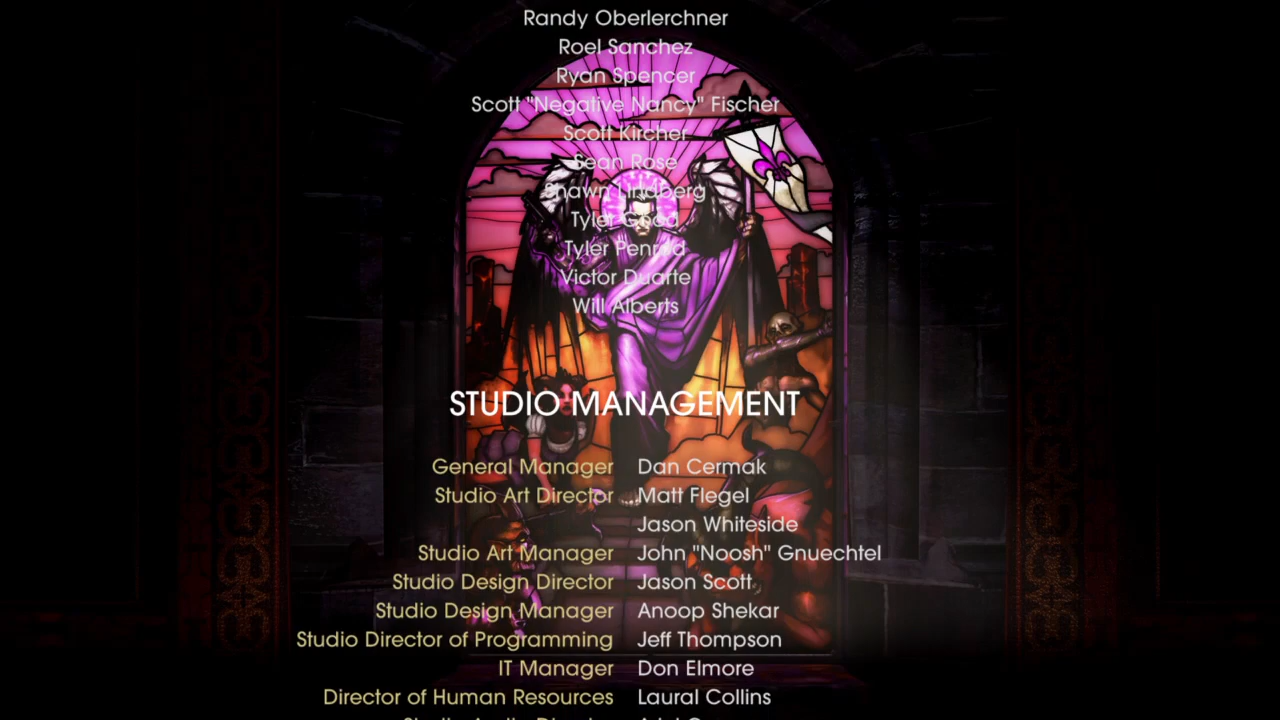 Randy Oberlerchner
Roel Sanchez
Ryan Spencer
Scott "Negative Nancy" Fischer
Scott Kircher
Sean Rose
Shawn Lindberg
Tyler Good
Tyler Penrod
Victor Duarte
Will Alberts
STUDIO MANAGEMENT
General Manager Dan Cermak
Studio Art Director Matt Flegel
Jason Whiteside
Studio Art Manager John "Noosh" Gnuechtel
Studio Design Director Jason Scott
Studio Design Manager Anoop Shekar
Studio Director of Programming Jeff Thompson
IT Manager Don Elmore
Director of Human Resources Laural Collins